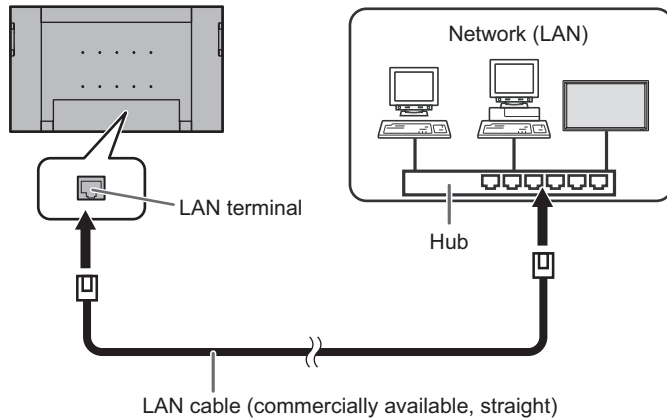 Network (LAN)
LAN terminal
Hub
LAN cable (commercially available, straight)